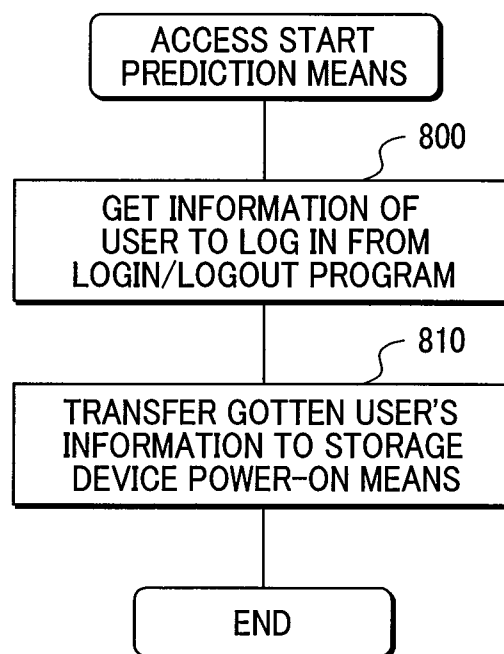 ACCESS START
PREDICTION MEANS
800
GET INFORMATION OF
USER TO LOG IN FROM
LOGIN/LOGOUT PROGRAM
810
TRANSFER GOTTEN USER'S
INFORMATION TO STORAGE
DEVICE POWER-ON MEANS
END